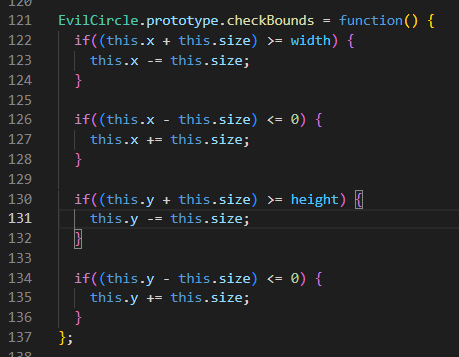 120
121 EvilCircle.prototype.checkBounds = function() {
122 if((this.x + this.size) >= width) {
123 this.x -= this.size;
124 }
125
126 if((this.x - this.size) <= 0) {
127 this.x += this.size;
128 }
129
130 if((this.y + this.size) >= height) {
131 this.y -= this.size;
132 }
133
134 if((this.y - this.size) <= 0) {
135 this.y += this.size;
136 }
137 };
138